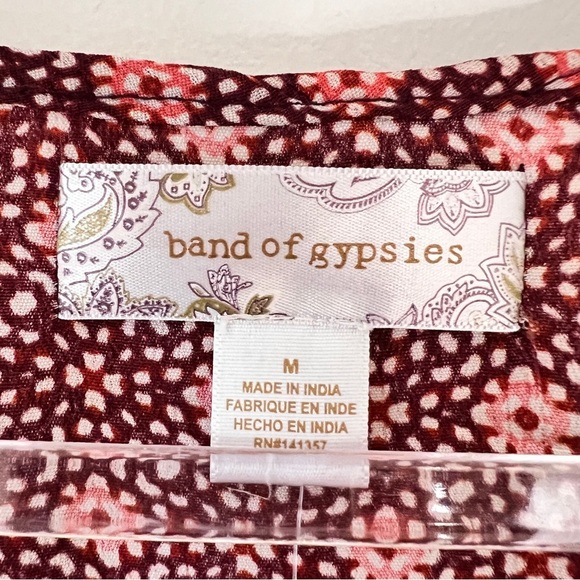 band of gypsies
M
MADE IN INDIA
FABRIQUE EN INDE
HECHO EN INDIA
RN#141357